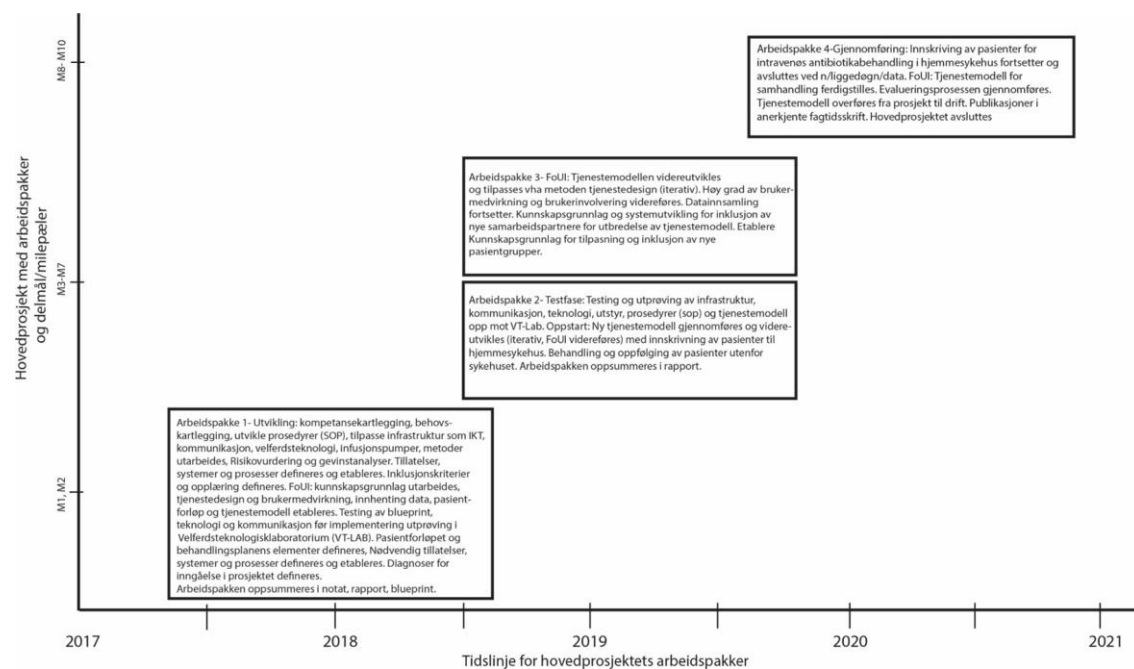 M8- M10
Arbeidspakke 4-Gjennomføring: Innskriving av pasienter for
intravenøs antibiotikabehandling i hjemmesykehus fortsetter og
avsluttes ved n/liggedøgn/data. FoUI: Tjenestemodell for
samhandling ferdigstilles. Evalueringsprosessen gjennomføres.
Tjenestemodell overføres fra prosjekt til drift. Publikasjoner i
anerkjente fagtidsskrift. Hovedprosjektet avsluttes
Hovedprosjekt med arbeidspakker
og delmål/milepæler
Arbeidspakke 3- FoUI: Tjenestemodellen videreutvikles
og tilpasses vha metoden tjenestedesign (iterativ). Høy grad av bruker-
medvirkning og brukerinvolvering videreføres. Datainnsamling
fortsetter. Kunnskapsgrunnlag og systemutvikling for inklusjon av
nye samarbeidspartnere for utbredelse av tjenestemodell. Etablere
Kunnskapsgrunnlag for tilpasning og inklusjon av nye
pasientgrupper.
M3-M7
Arbeidspakke 2- Testfase: Testing og utprøving av infrastruktur,
kommunikasjon, teknologi, utstyr, prosedyrer (sop) og tjenestemodell
opp mot VT-Lab. Oppstart: Ny tjenestemodell gjennomføres og videre-
utvikles (iterativ, FoUI videreføres) med innskrivning av pasienter til
hjemmesykehus. Behandling og oppfølging av pasienter utenfor
sykehuset. Arbeidspakken oppsummeres i rapport.
M1, M2
Arbeidspakke 1- Utvikling: kompetansekartlegging, behovs-
kartlegging, utvikle prosedyrer (SOP), tilpasse infrastruktur som IKT,
kommunikasjon, velferdsteknologi, infusjonspumper, metoder
utarbeides, Risikovurdering og gevinstanalyser. Tillatelser,
systemer og prosesser defineres og etableres. Inklusjonskriterier
og opplæring defineres. FoUI: kunnskapsgrunnlag utarbeides,
tjenestedesign og brukermedvirkning, innhenting data, pasient-
forløp og tjenestemodell etableres. Testing av blueprint,
teknologi og kommunikasjon før implementering utprøving i
Velferdsteknologisklaboratorium (VT-LAB). Pasientforløpet og
behandlingsplanens elementer defineres, Nødvendig tillatelser,
systemer og prosesser defineres og etableres. Diagnoser for
inngåelse i prosjektet defineres.
Arbeidspakken oppsummeres i notat, rapport, blueprint.
2017 2018 2019 2020 2021
Tidslinje for hovedprosjektets arbeidspakker